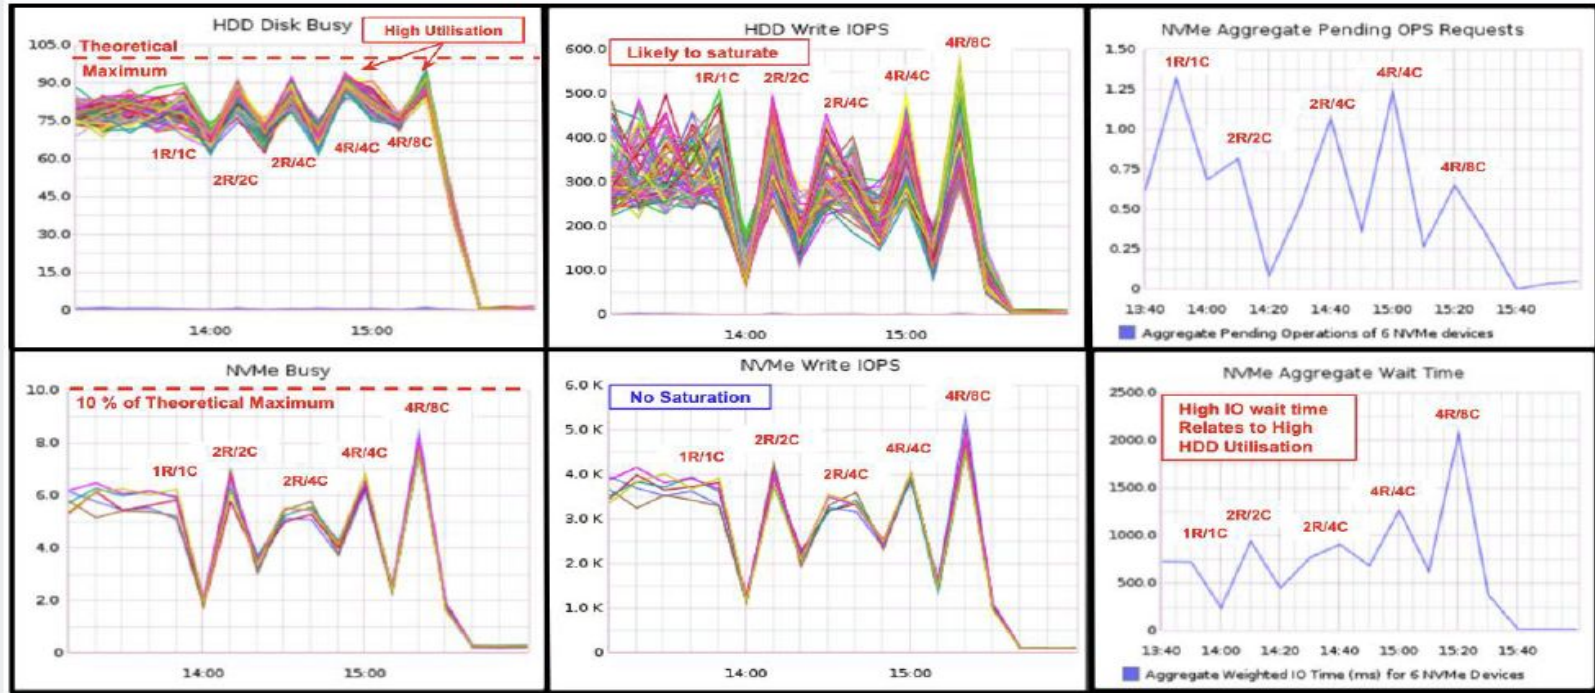 HDD Disk Busy
105.0
Theoretical
Maximum
High Utilisation
90.0
75.0
60.0
45.0
30.0
15.0
0
1R/1C
2R/2C
2R/4C
4R/4C
4R/8C
14:00
15:00
HDD Write IOPS
600.0
Likely to saturate
500.0
400.0
300.0
200.0
100.0
0
1R/1C
2R/2C
2R/4C
4R/4C
4R/8C
14:00
15:00
NVMe Aggregate Pending OPS Requests
1.50
1.25
1.00
0.75
0.50
0.25
0
1R/1C
2R/2C
2R/4C
4R/4C
4R/8C
13:40
14:00
14:20
14:40
15:00
15:20
15:40
Aggregate Pending Operations of 6 NVMe devices
NVMe Busy
10.0
10 % of Theoretical Maximum
8.0
6.0
4.0
2.0
0
1R/1C
2R/2C
2R/4C
4R/4C
4R/8C
14:00
15:00
NVMe Write IOPS
6.0 K
No Saturation
5.0 K
4.0 K
3.0 K
2.0 K
1.0 K
0
1R/1C
2R/2C
2R/4C
4R/4C
4R/8C
14:00
15:00
NVMe Aggregate Wait Time
2500.0
High IO wait time
Relates to High
HDD Utilisation
2000.0
1500.0
1000.0
500.0
0
1R/1C
2R/2C
2R/4C
4R/4C
4R/8C
13:40
14:00
14:20
14:40
15:00
15:20
15:40
Aggregate Weighted IO Time (ms) for 6 NVMe Devices